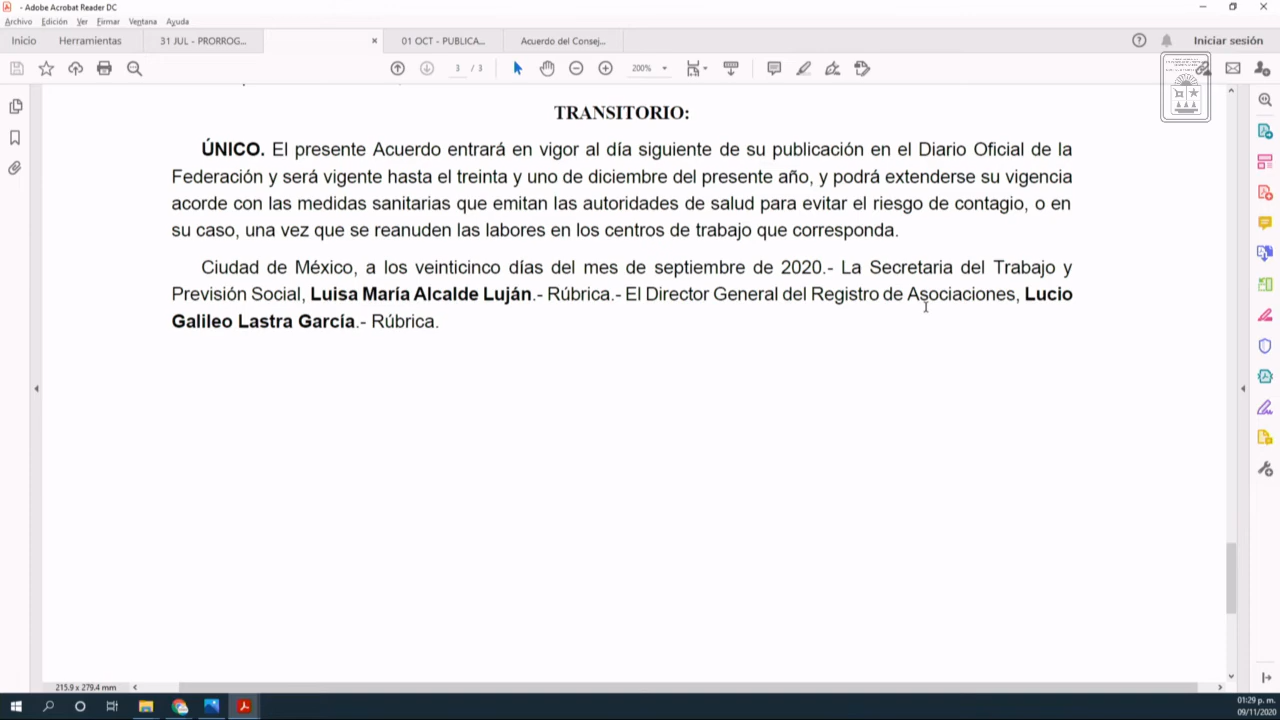 - Adobe Acrobat Reader DC
Archivo Edición Ver Firmar Ventana Ayuda
Inicio Herramientas 31 JUL - PRORROG... 01 OCT - PUBLICA... Acuerdo del Consej... Iniciar sesión
3 / 3 200%
TRANSITORIO:
ÚNICO. El presente Acuerdo entrará en vigor al día siguiente de su publicación en el Diario Oficial de la
Federación y será vigente hasta el treinta y uno de diciembre del presente año, y podrá extenderse su vigencia
acorde con las medidas sanitarias que emitan las autoridades de salud para evitar el riesgo de contagio, o en
su caso, una vez que se reanuden las labores en los centros de trabajo que corresponda.
Ciudad de México, a los veinticinco días del mes de septiembre de 2020.- La Secretaria del Trabajo y
Previsión Social, Luisa María Alcalde Luján.- Rúbrica.- El Director General del Registro de Asociaciones, Lucio
Galileo Lastra García.- Rúbrica.
215.9 x 279.4 mm
01:29 p. m.
09/11/2020